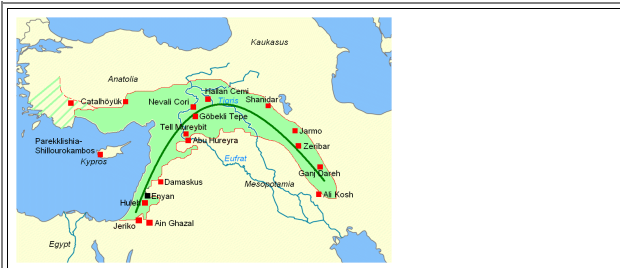 Kaukasus
Anatolia
Hallan Cemi
Catalhöyük
Nevali Cori
Tigris
Shanidar
Göbekli Tepe
Tell Mureybit
Jarmo
Parekklishia-
Shillourokambos
Abu Hureyra
Zeribar
Kypros
Eufrat
Ganj Dareh
Damaskus
Mesopotamia
Enyan
Ali Kosh
Huleh
Jeriko
Ain Ghazal
Egypt